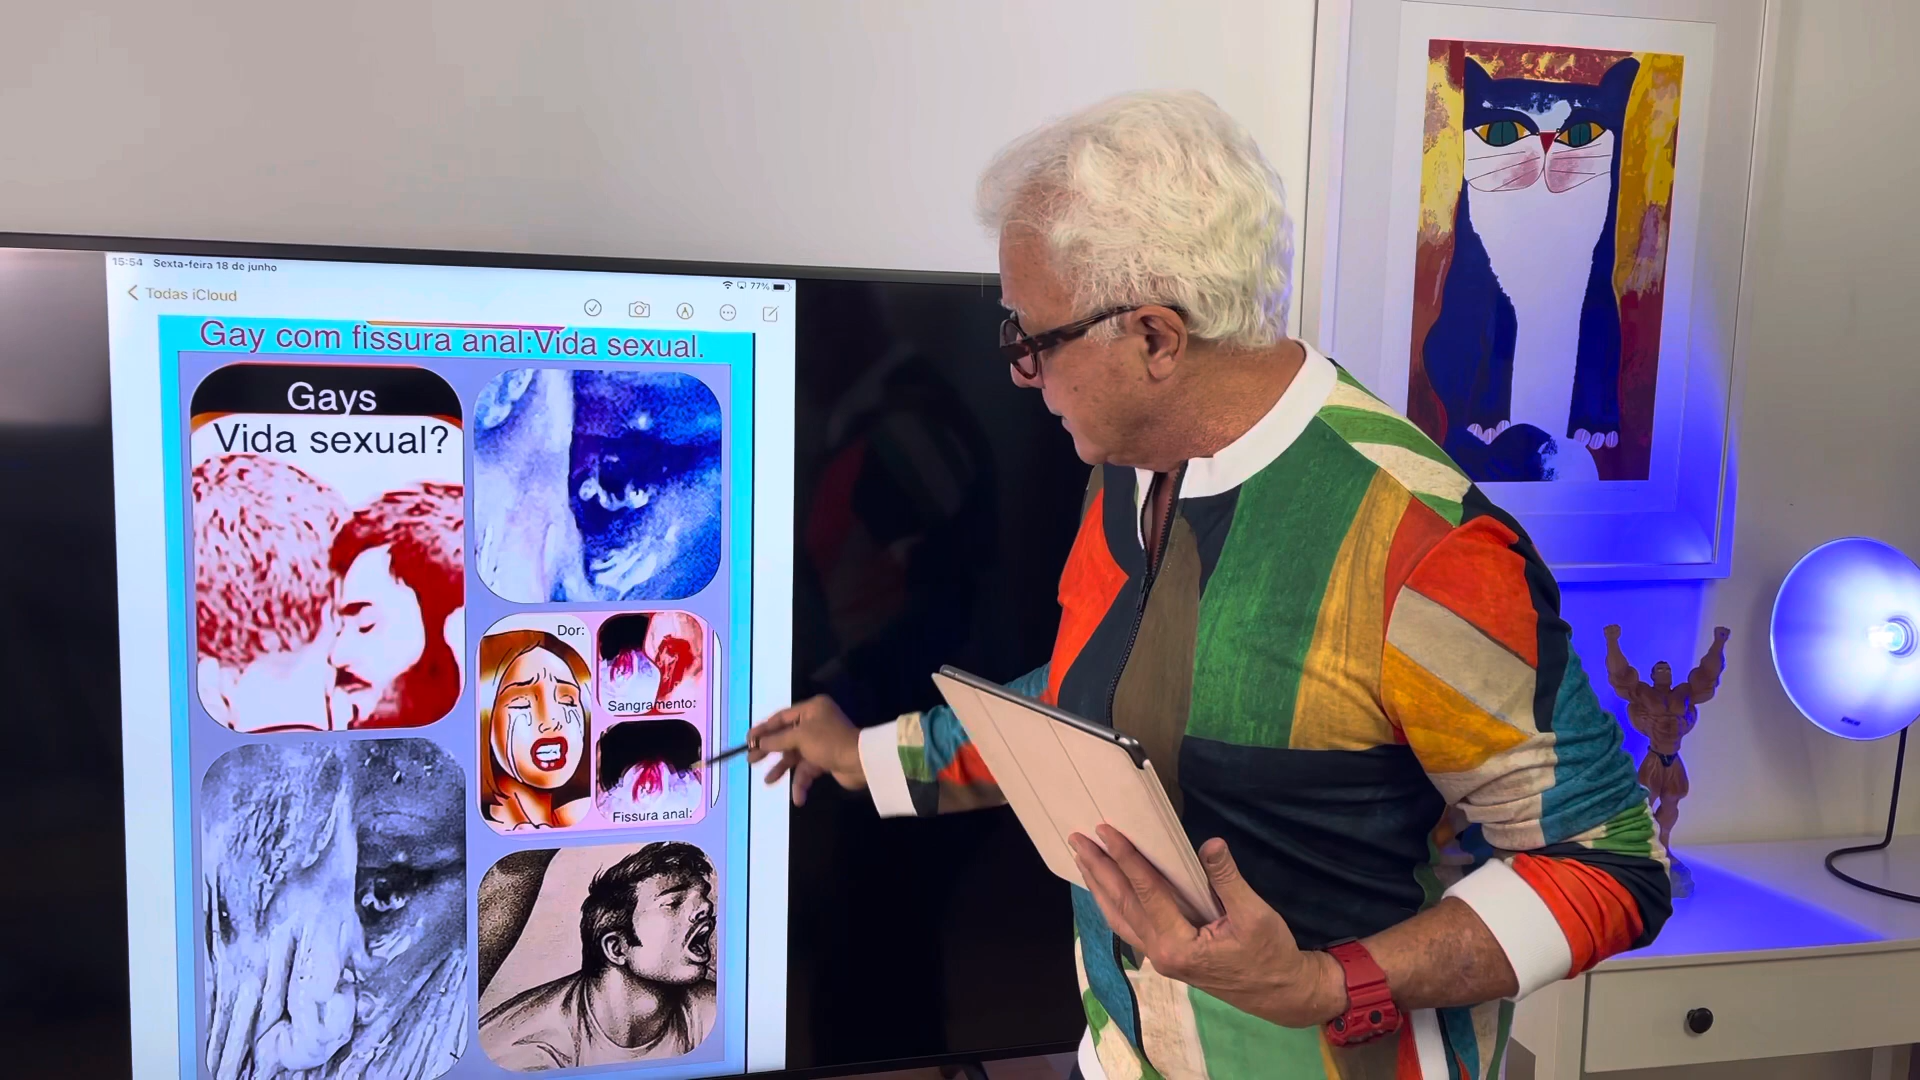 15:54 Sexta-feira 18 de junho
77%
Todas iCloud
Gay com fissura anal:Vida sexual.
Gays
Vida sexual?
Dor:
Sangramento:
Fissura anal: